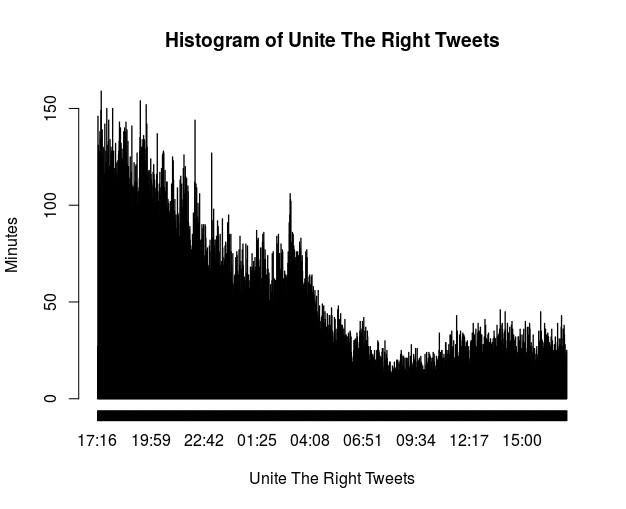 Histogram of Unite The Right Tweets
Minutes
150
100
50
0
17:16 19:59 22:42 01:25 04:08 06:51 09:34 12:17 15:00
Unite The Right Tweets